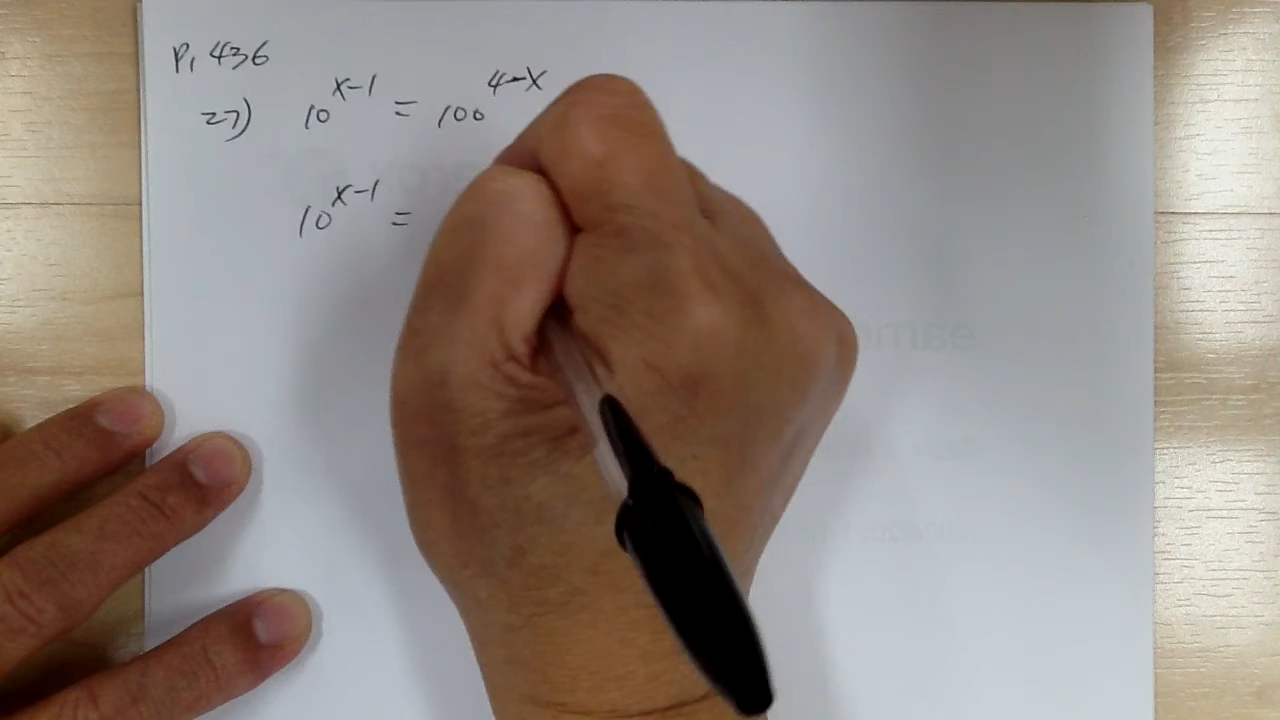 P. 436
27) 10^{x-1} = 100^{4-x}
10^{x-1} =